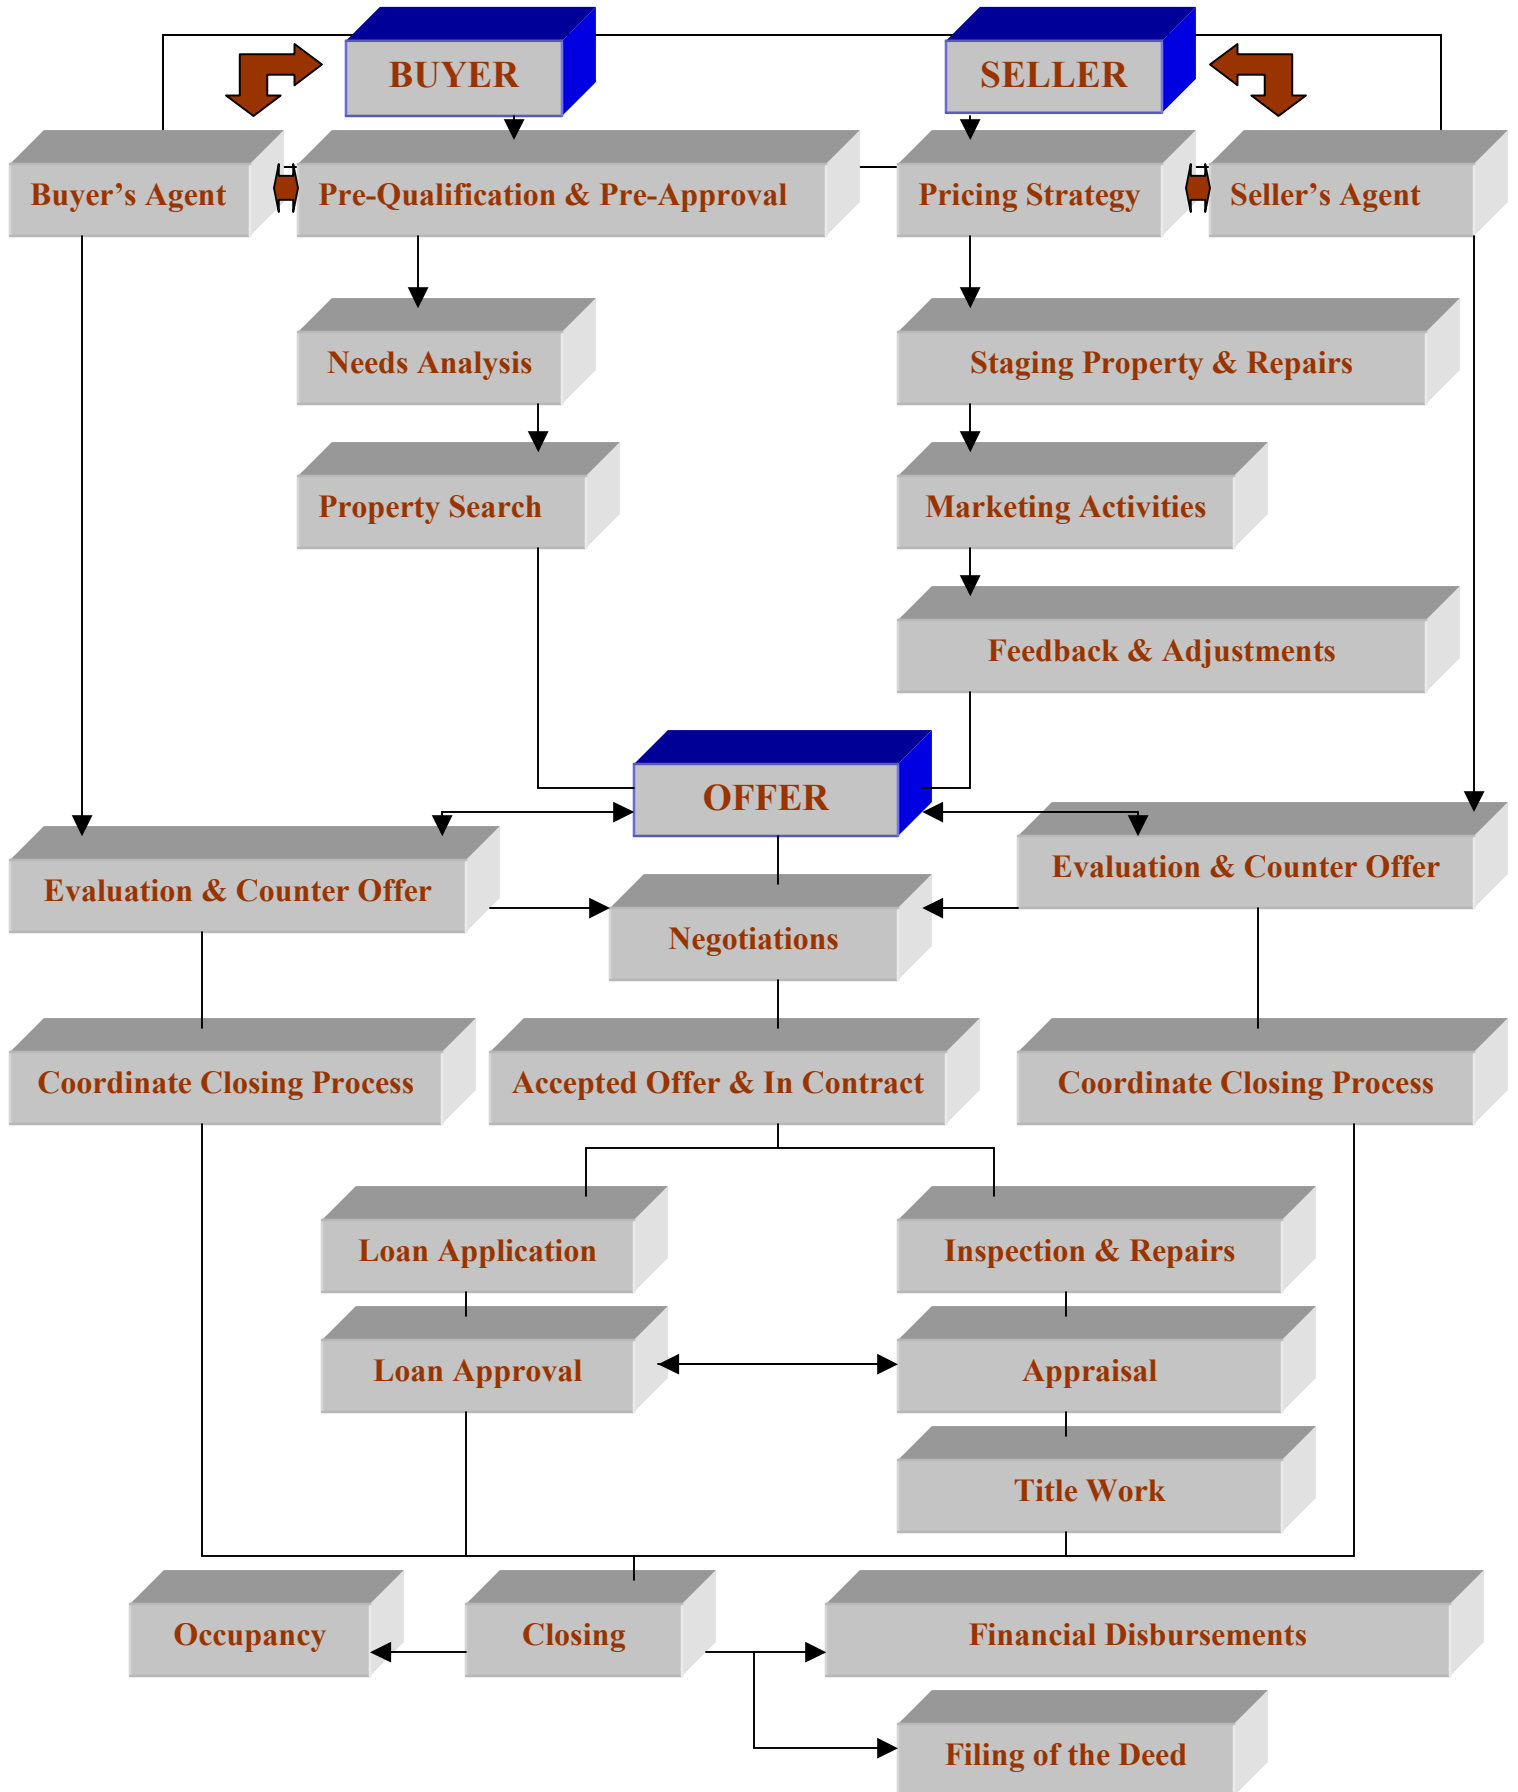 BUYER
SELLER
Buyer’s Agent
Pre-Qualification & Pre-Approval
Pricing Strategy
Seller’s Agent
Needs Analysis
Staging Property & Repairs
Property Search
Marketing Activities
Feedback & Adjustments
OFFER
Evaluation & Counter Offer
Evaluation & Counter Offer
Negotiations
Coordinate Closing Process
Accepted Offer & In Contract
Coordinate Closing Process
Loan Application
Inspection & Repairs
Loan Approval
Appraisal
Title Work
Occupancy
Closing
Financial Disbursements
Filing of the Deed